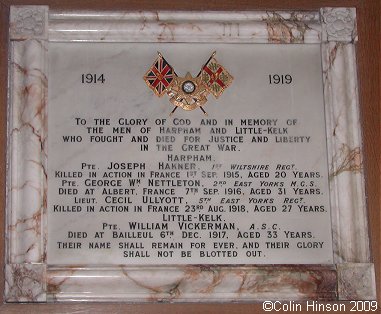 1914 1919
To the Glory of God and in memory of
the men of Harpham and Little-Kelk
who fought and died for Justice and Liberty
in the Great War.
Harpham.
Pte. Joseph Hakner, 1st Wiltshire Regt.
Killed in action in France 1st Sep. 1915, Aged 20 Years.
Pte. George Wm Nettleton, 2nd East Yorks M.G.S.
Died at Albert, France 7th Sep. 1916, Aged 31 Years.
Lieut. Cecil Ullyott, 5th East Yorks Regt.
Killed in action in France 23rd Aug. 1918, Aged 27 Years.
Little-Kelk.
Pte. William Vickerman, A.S.C.
Died at Bailleul 6th Dec. 1917, Aged 33 Years.
Their name shall remain for ever, and their glory
shall not be blotted out.
©Colin Hinson 2009